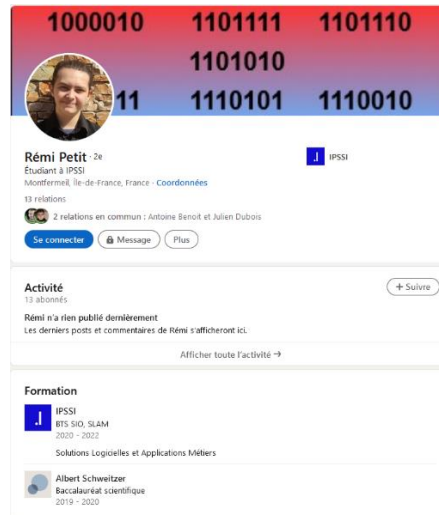 1000010 1101111 1101110
1101010
11 1110101 1110010
Rémi Petit · 2e
IPSSI
Étudiant à IPSSI
Montfermeil, Île-de-France, France · Coordonnées
13 relations
2 relations en commun : Antoine Benoit et Julien Dubois
Se connecter Message Plus
Activité
+ Suivre
13 abonnés
Rémi n'a rien publié dernièrement
Les derniers posts et commentaires de Rémi s'afficheront ici.
Afficher toute l'activité →
Formation
IPSSI
BTS SIO, SLAM
2020 - 2022
Solutions Logicielles et Applications Métiers
Albert Schweitzer
Baccalauréat scientifique
2019 - 2020